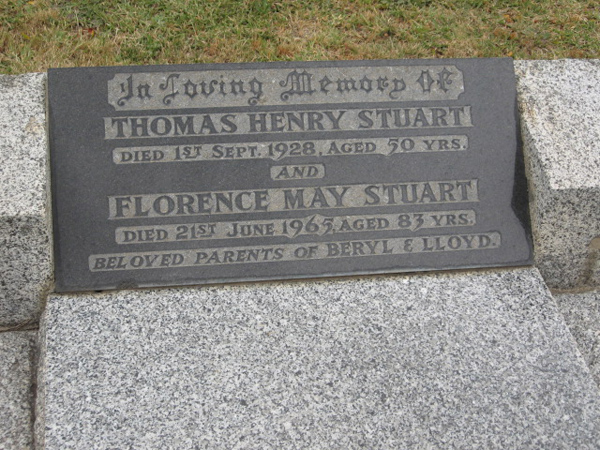 In Loving Memory Of
THOMAS HENRY STUART
DIED 1ST SEPT. 1928, AGED 50 YRS.
AND
FLORENCE MAY STUART
DIED 21ST JUNE 1965, AGED 83 YRS.
BELOVED PARENTS OF BERYL & LLOYD.